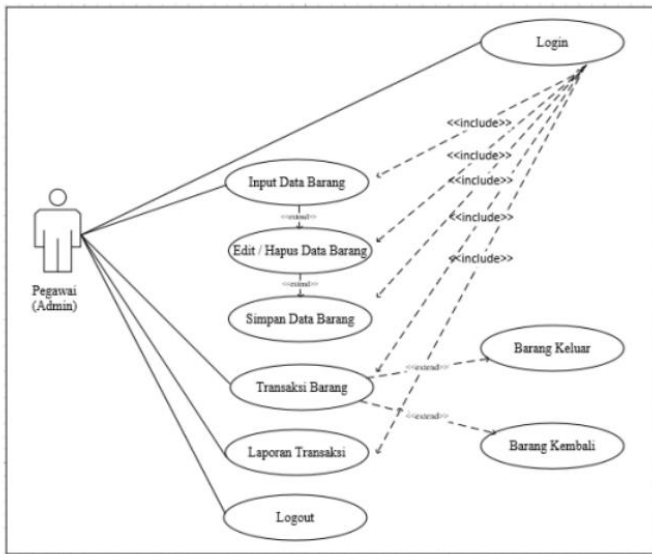 Login
<<include>>
<<include>>
<<include>>
<<include>>
<<include>>
Input Data Barang
<<extend>>
Edit / Hapus Data Barang
<<extend>>
Simpan Data Barang
Pegawai
(Admin)
Transaksi Barang
<<extend>>
Barang Keluar
<<extend>>
Barang Kembali
Laporan Transaksi
Logout